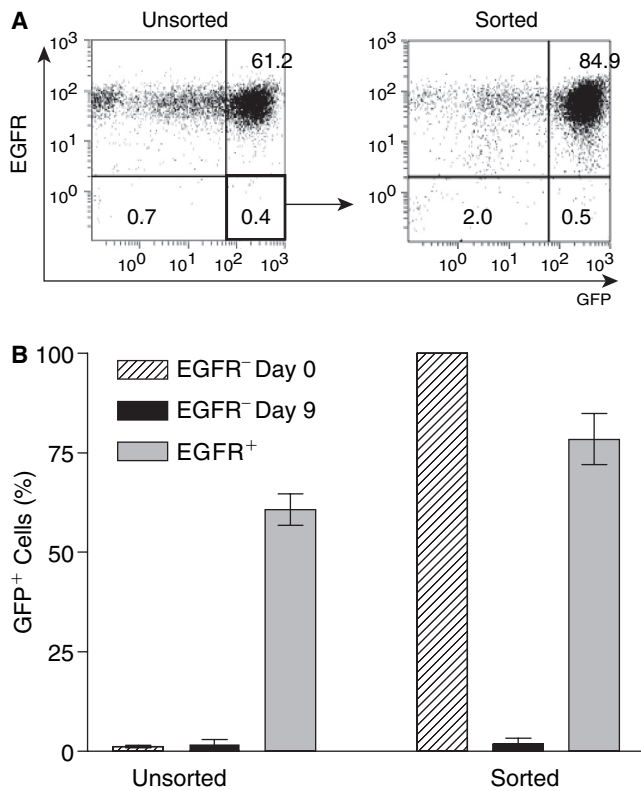 A
Unsorted
Sorted
EGFR
10³
10²
10¹
10⁰
61.2
0.7
0.4
10⁰ 10¹ 10² 10³
10³
10²
10¹
10⁰
84.9
2.0
0.5
10⁰ 10¹ 10² 10³
GFP
B
GFP⁺ Cells (%)
100
75
50
25
0
EGFR⁻ Day 0
EGFR⁻ Day 9
EGFR⁺
Unsorted
Sorted